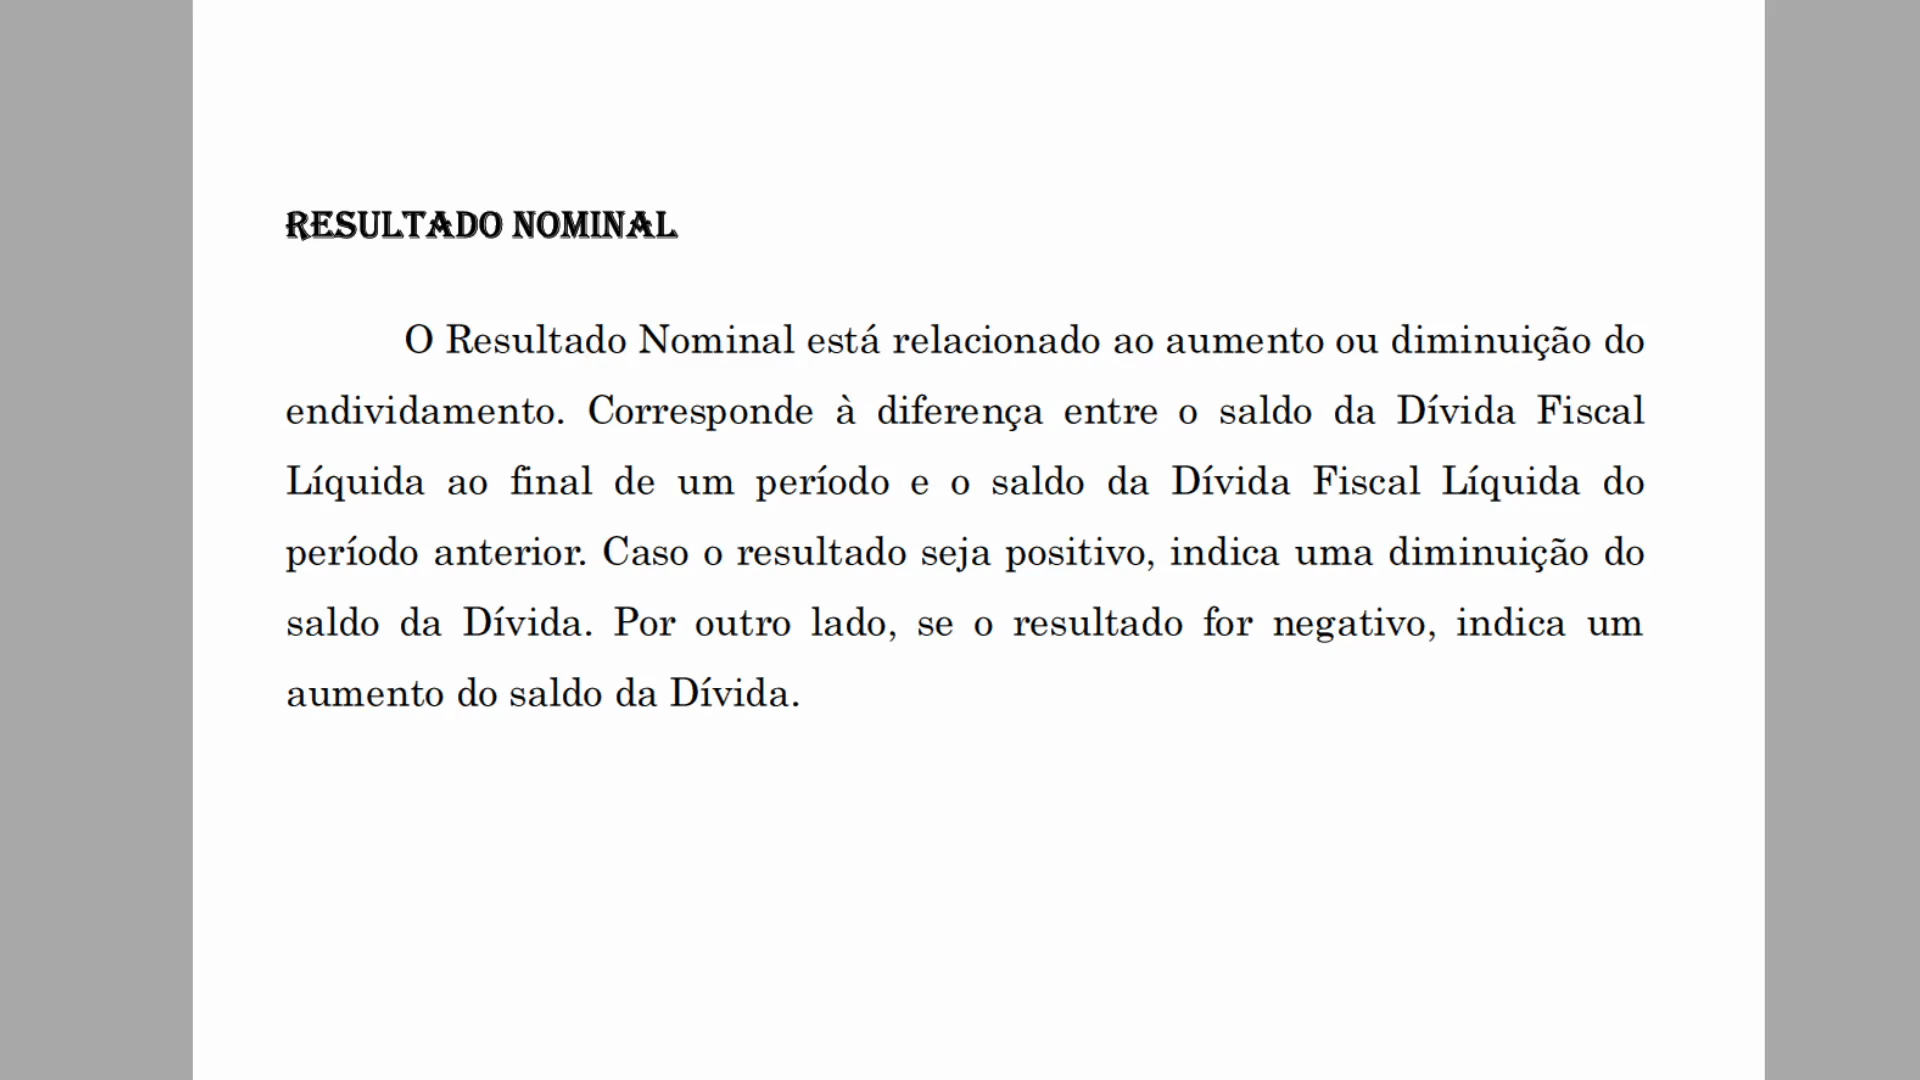 RESULTADO NOMINAL
O Resultado Nominal está relacionado ao aumento ou diminuição do
endividamento. Corresponde à diferença entre o saldo da Dívida Fiscal
Líquida ao final de um período e o saldo da Dívida Fiscal Líquida do
período anterior. Caso o resultado seja positivo, indica uma diminuição do
saldo da Dívida. Por outro lado, se o resultado for negativo, indica um
aumento do saldo da Dívida.